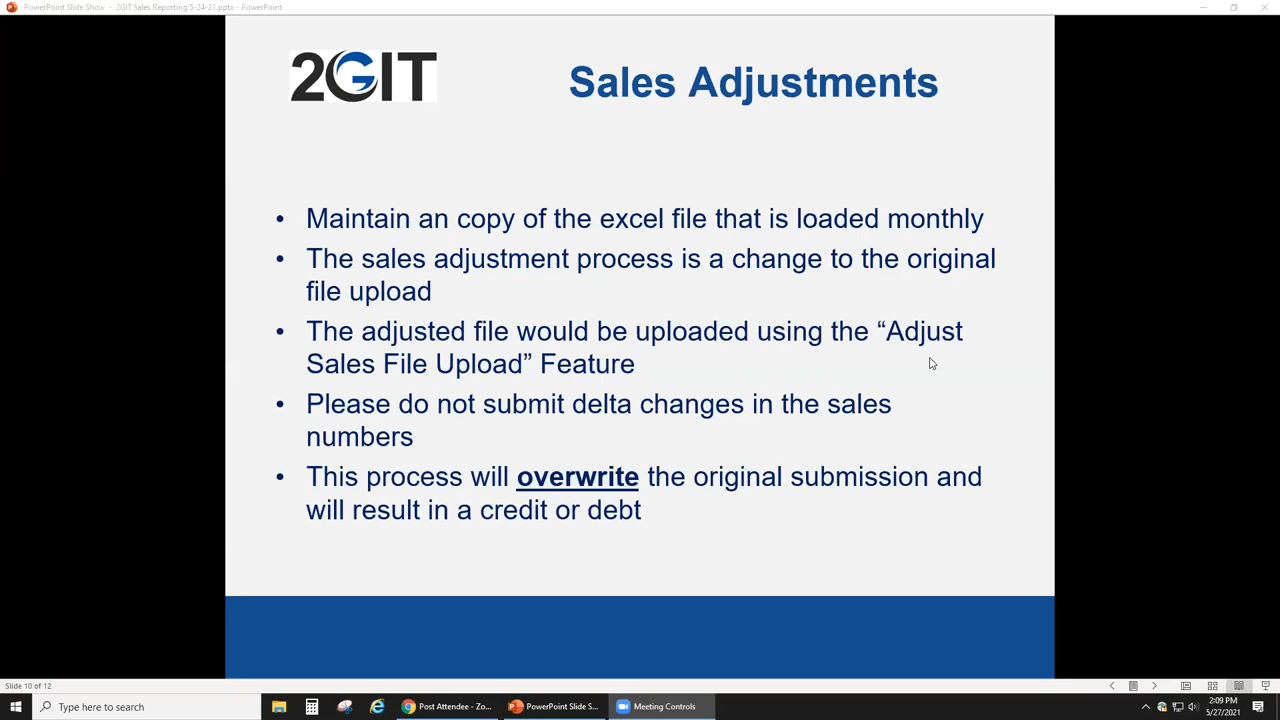 PowerPoint Slide Show - 2GIT Sales Reporting 5-24-21.pptx - PowerPoint
2GIT
Sales Adjustments
• Maintain an copy of the excel file that is loaded monthly
• The sales adjustment process is a change to the original
file upload
• The adjusted file would be uploaded using the “Adjust
Sales File Upload” Feature
• Please do not submit delta changes in the sales
numbers
• This process will overwrite the original submission and
will result in a credit or debt
Slide 10 of 12
Type here to search
Post Attendee - Zo...
PowerPoint Slide S...
Meeting Controls
2:09 PM
5/27/2021